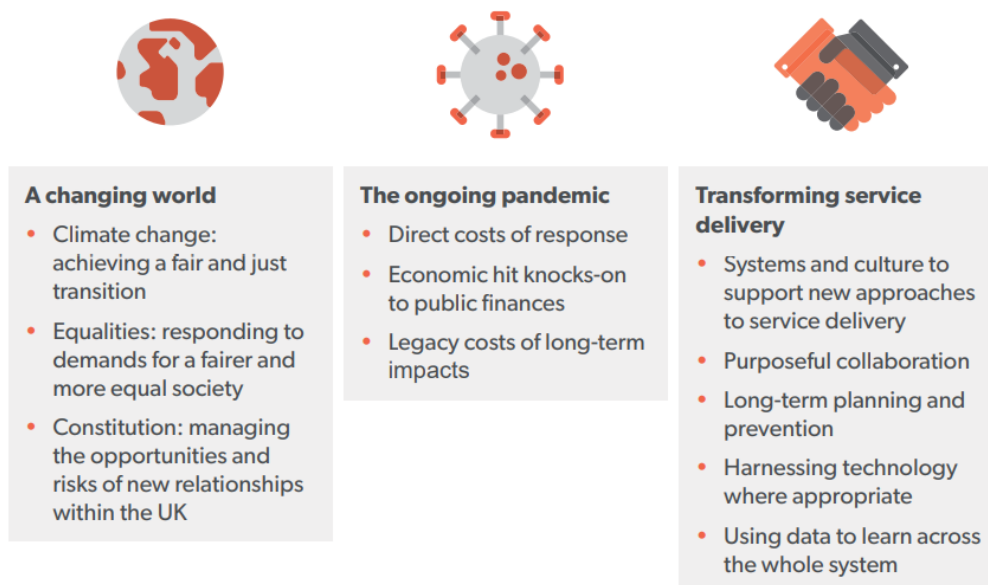 A changing world
• Climate change:
achieving a fair and just
transition
• Equalities: responding to
demands for a fairer and
more equal society
• Constitution: managing
the opportunities and
risks of new relationships
within the UK
The ongoing pandemic
• Direct costs of response
• Economic hit knocks-on
to public finances
• Legacy costs of long-term
impacts
Transforming service
delivery
• Systems and culture to
support new approaches
to service delivery
• Purposeful collaboration
• Long-term planning and
prevention
• Harnessing technology
where appropriate
• Using data to learn across
the whole system